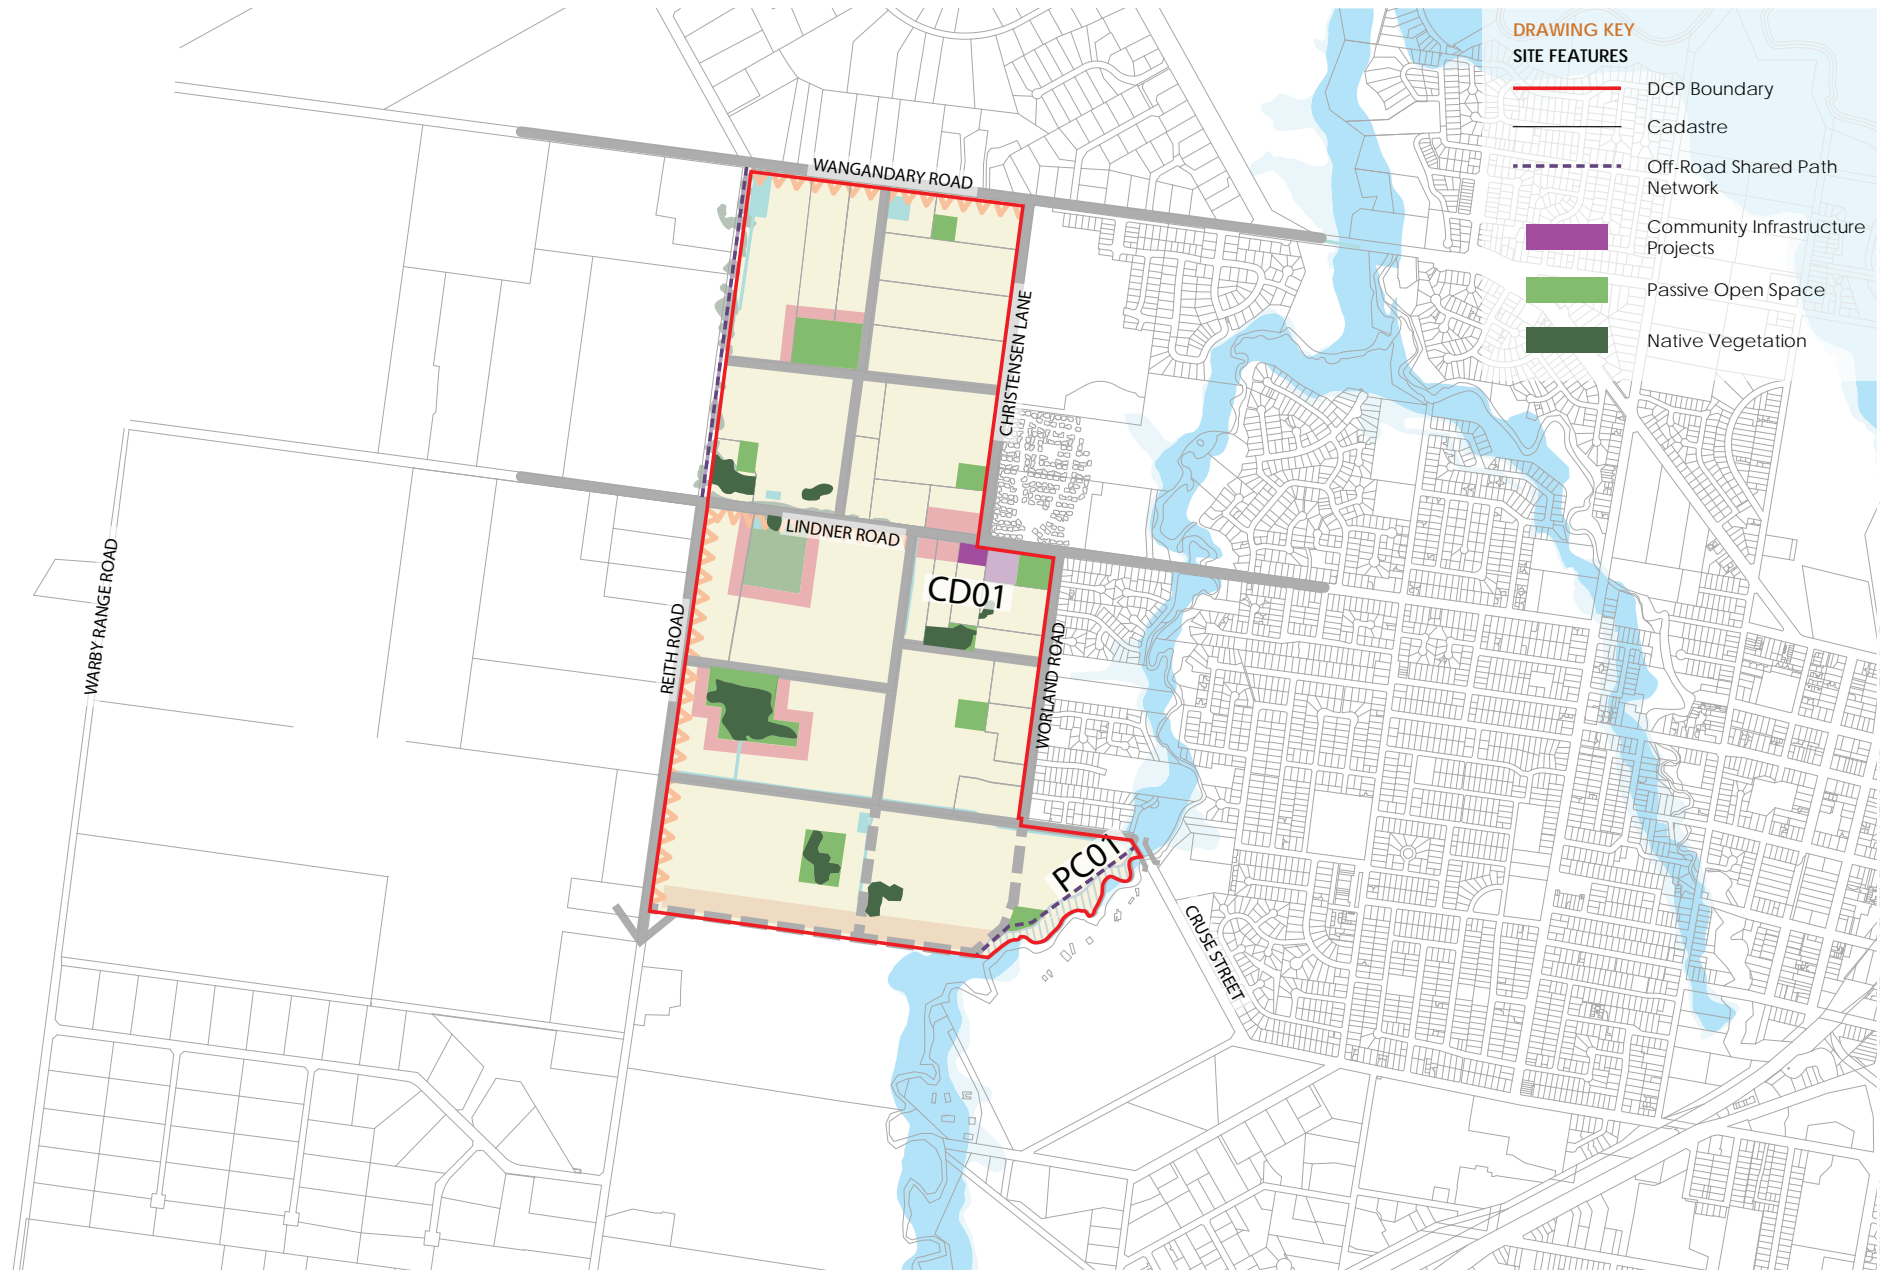 DRAWING KEY
SITE FEATURES
DCP Boundary
Cadastre
Off-Road Shared Path
Network
Community Infrastructure
Projects
Passive Open Space
Native Vegetation
WANGANDARY ROAD
CHRISTENSEN LANE
LINDNER ROAD
CD01
WARBY RANGE ROAD
REITH ROAD
WORLAND ROAD
PC01
CRUSE STREET